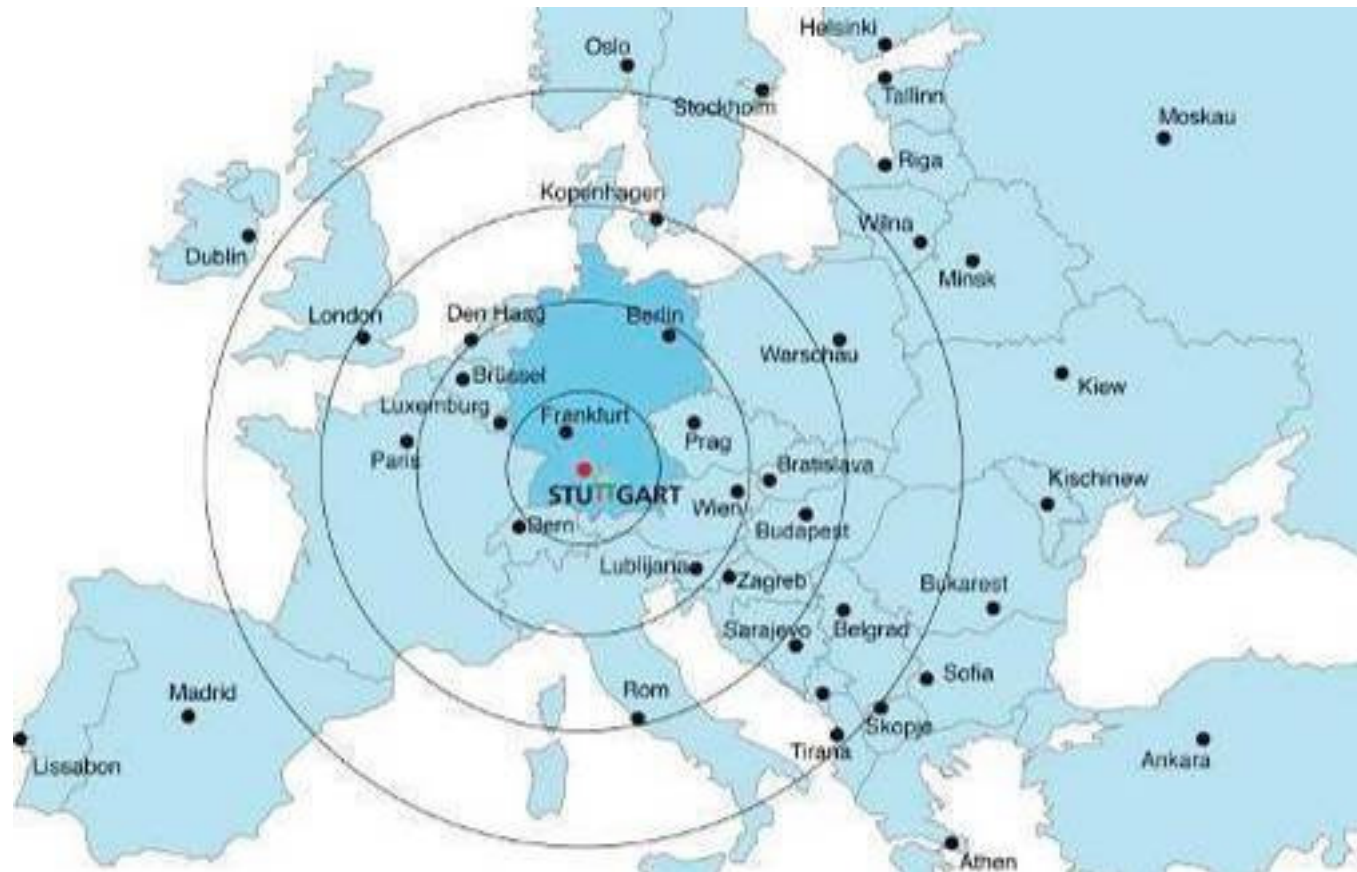 Helsinki
Oslo
Tallinn
Stockholm
Moskau
Riga
Kopenhagen
Wilna
Dublin
Minsk
London
Den Haag
Berlin
Warschau
Brüssel
Kiew
Luxemburg
Frankfurt
Prag
Paris
Bratislava
Kischinew
STUTTGART
Wien
Bern
Budapest
Lublijana
Zagreb
Bukarest
Sarajevo
Belgrad
Sofia
Madrid
Rom
Skopje
Tirana
Lissabon
Ankara
Athen